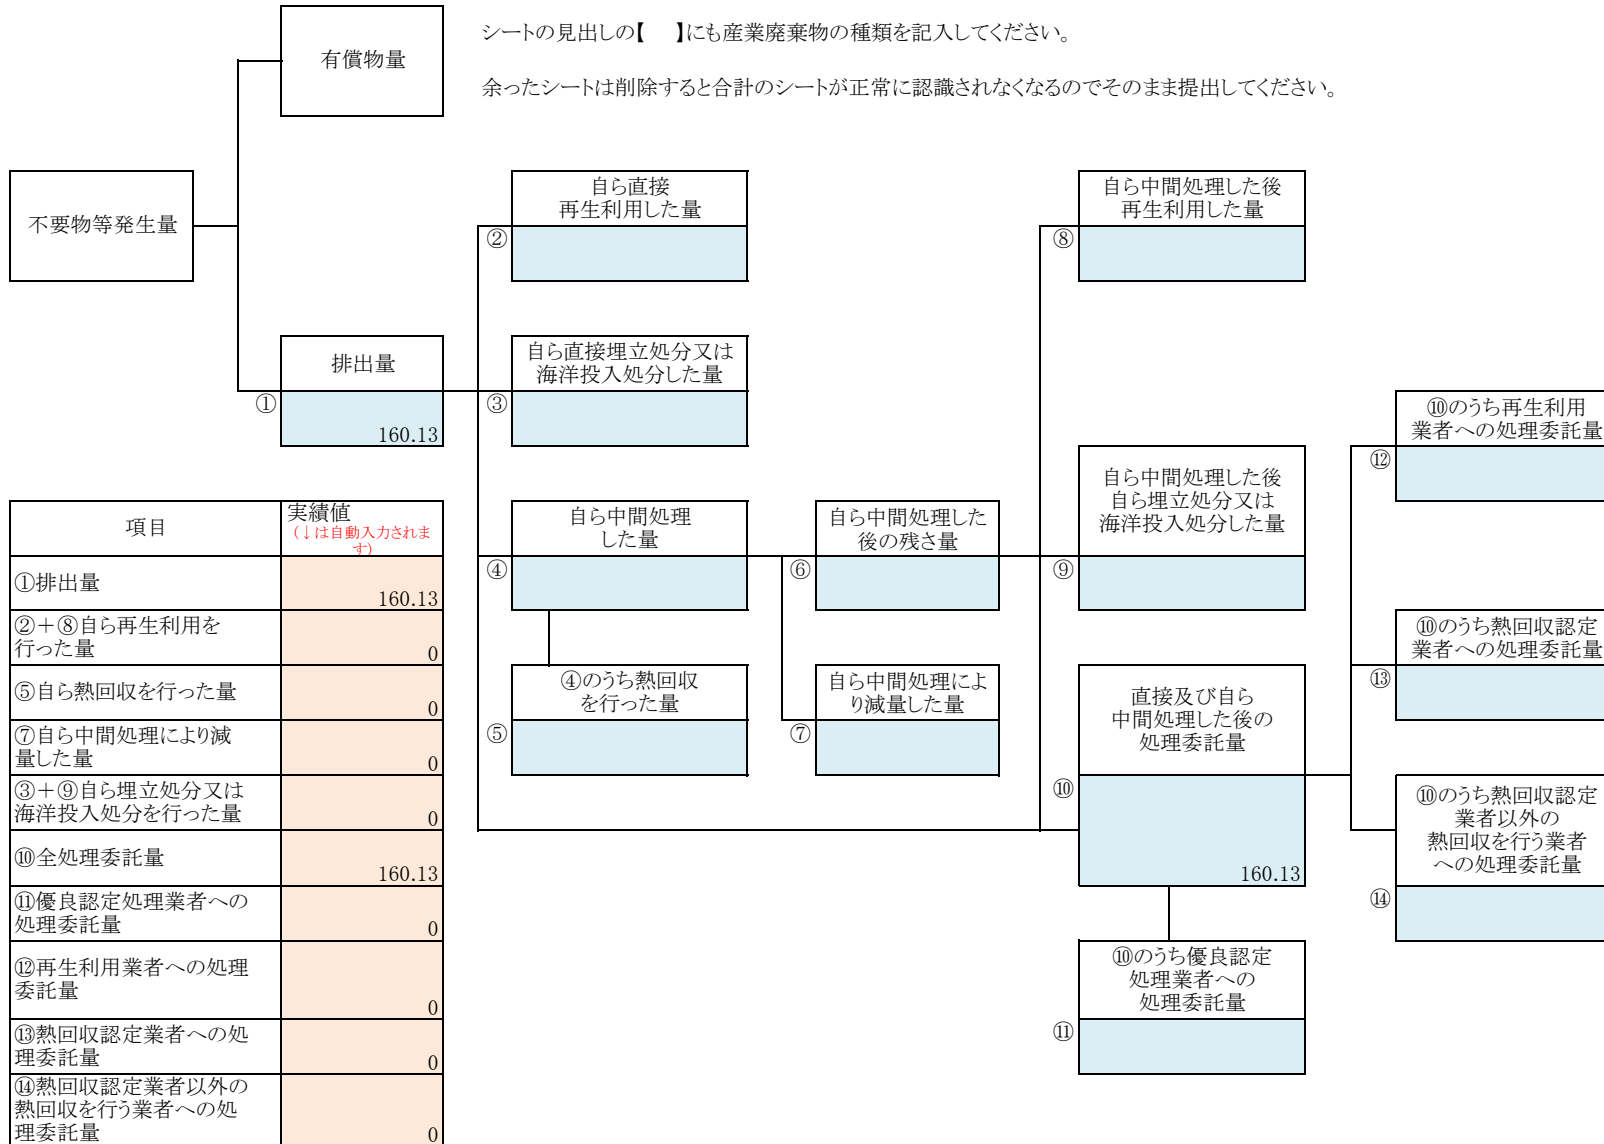 シートの見出しの【　】にも産業廃棄物の種類を記入してください。
有償物量
余ったシートは削除すると合計のシートが正常に認識されなくなるのでそのまま提出してください。
不要物等発生量
自ら直接
再生利用した量
②
自ら中間処理した後
再生利用した量
⑧
排出量
①
160.13
自ら直接埋立処分又は
海洋投入処分した量
③
⑩のうち再生利用
業者への処理委託量
⑫
自ら中間処理
した量
④
自ら中間処理した
後の残さ量
⑥
自ら中間処理した後
自ら埋立処分又は
海洋投入処分した量
⑨
⑩のうち熱回収認定
業者への処理委託量
⑬
④のうち熱回収
を行った量
⑤
自ら中間処理によ
り減量した量
⑦
直接及び自ら
中間処理した後の
処理委託量
⑩
160.13
⑩のうち熱回収認定
業者以外の
熱回収を行う業者
への処理委託量
⑭
⑩のうち優良認定
処理業者への
処理委託量
⑪
項目
実績値
(↓は自動入力されま
す)
①排出量
160.13
②＋⑧自ら再生利用を
行った量
0
⑤自ら熱回収を行った量
0
⑦自ら中間処理により減
量した量
0
③＋⑨自ら埋立処分又は
海洋投入処分を行った量
0
⑩全処理委託量
160.13
⑪優良認定処理業者への
処理委託量
0
⑫再生利用業者への処理
委託量
0
⑬熱回収認定業者への処
理委託量
0
⑭熱回収認定業者以外の
熱回収を行う業者への処
理委託量
0